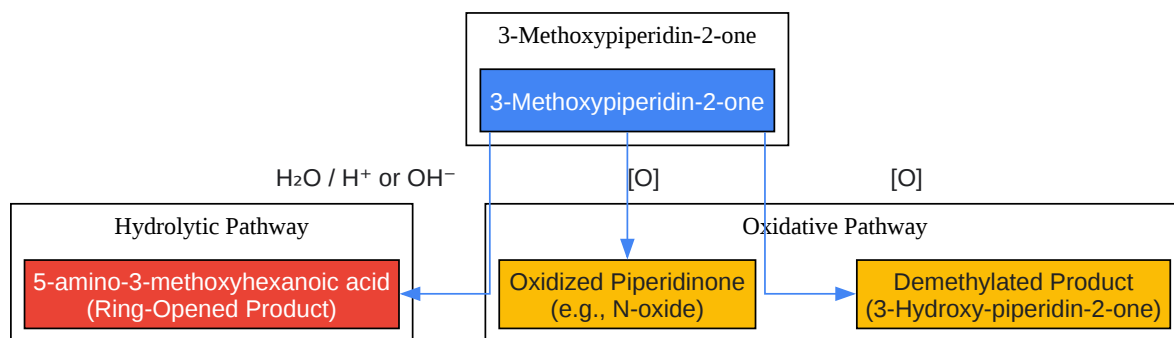 3-Methoxypiperidin-2-one
3-Methoxypiperidin-2-one
H₂O / H⁺ or OH⁻
[O]
[O]
Hydrolytic Pathway
Oxidative Pathway
5-amino-3-methoxyhexanoic acid
(Ring-Opened Product)
Oxidized Piperidinone
(e.g., N-oxide)
Demethylated Product
(3-Hydroxy-piperidin-2-one)